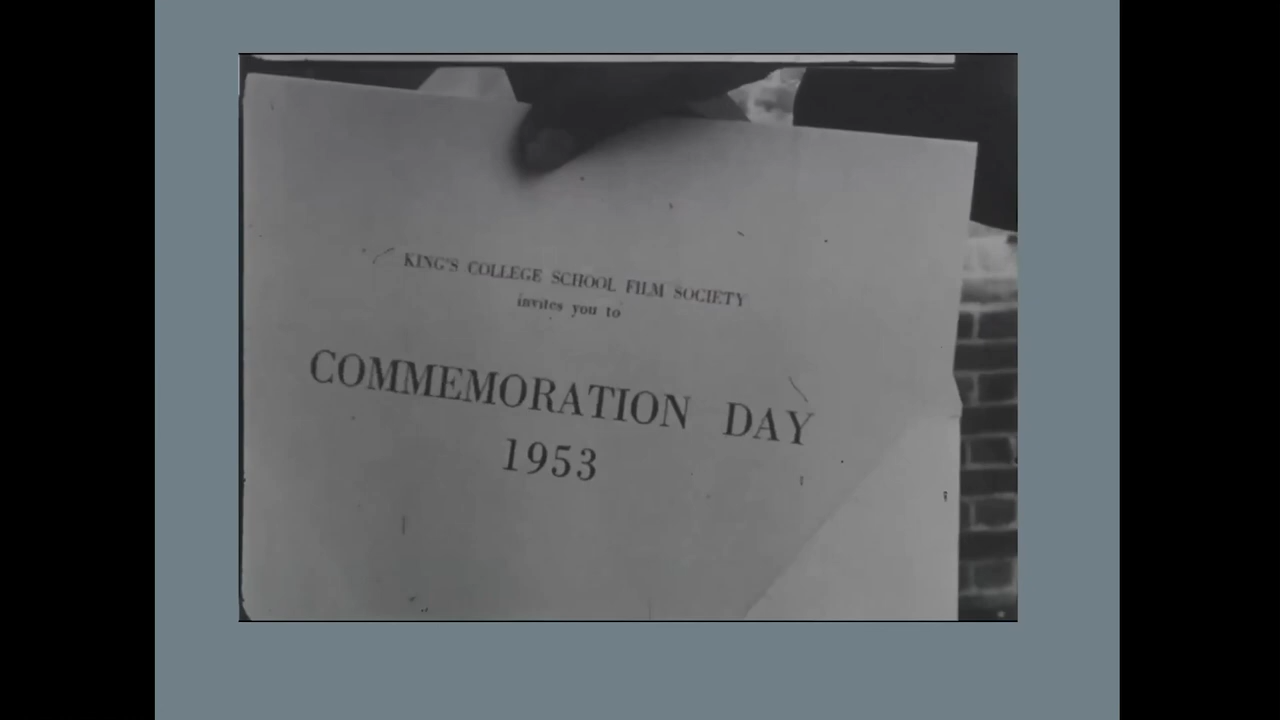 KING'S COLLEGE SCHOOL FILM SOCIETY
invites you to
COMMEMORATION DAY
1953